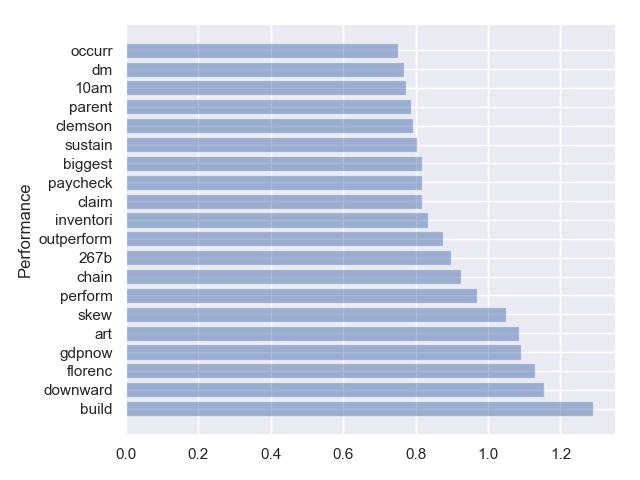 Performance
occurr
dm
10am
parent
clemson
sustain
biggest
paycheck
claim
inventori
outperform
267b
chain
perform
skew
art
gdpnow
florenc
downward
build
0.0 0.2 0.4 0.6 0.8 1.0 1.2